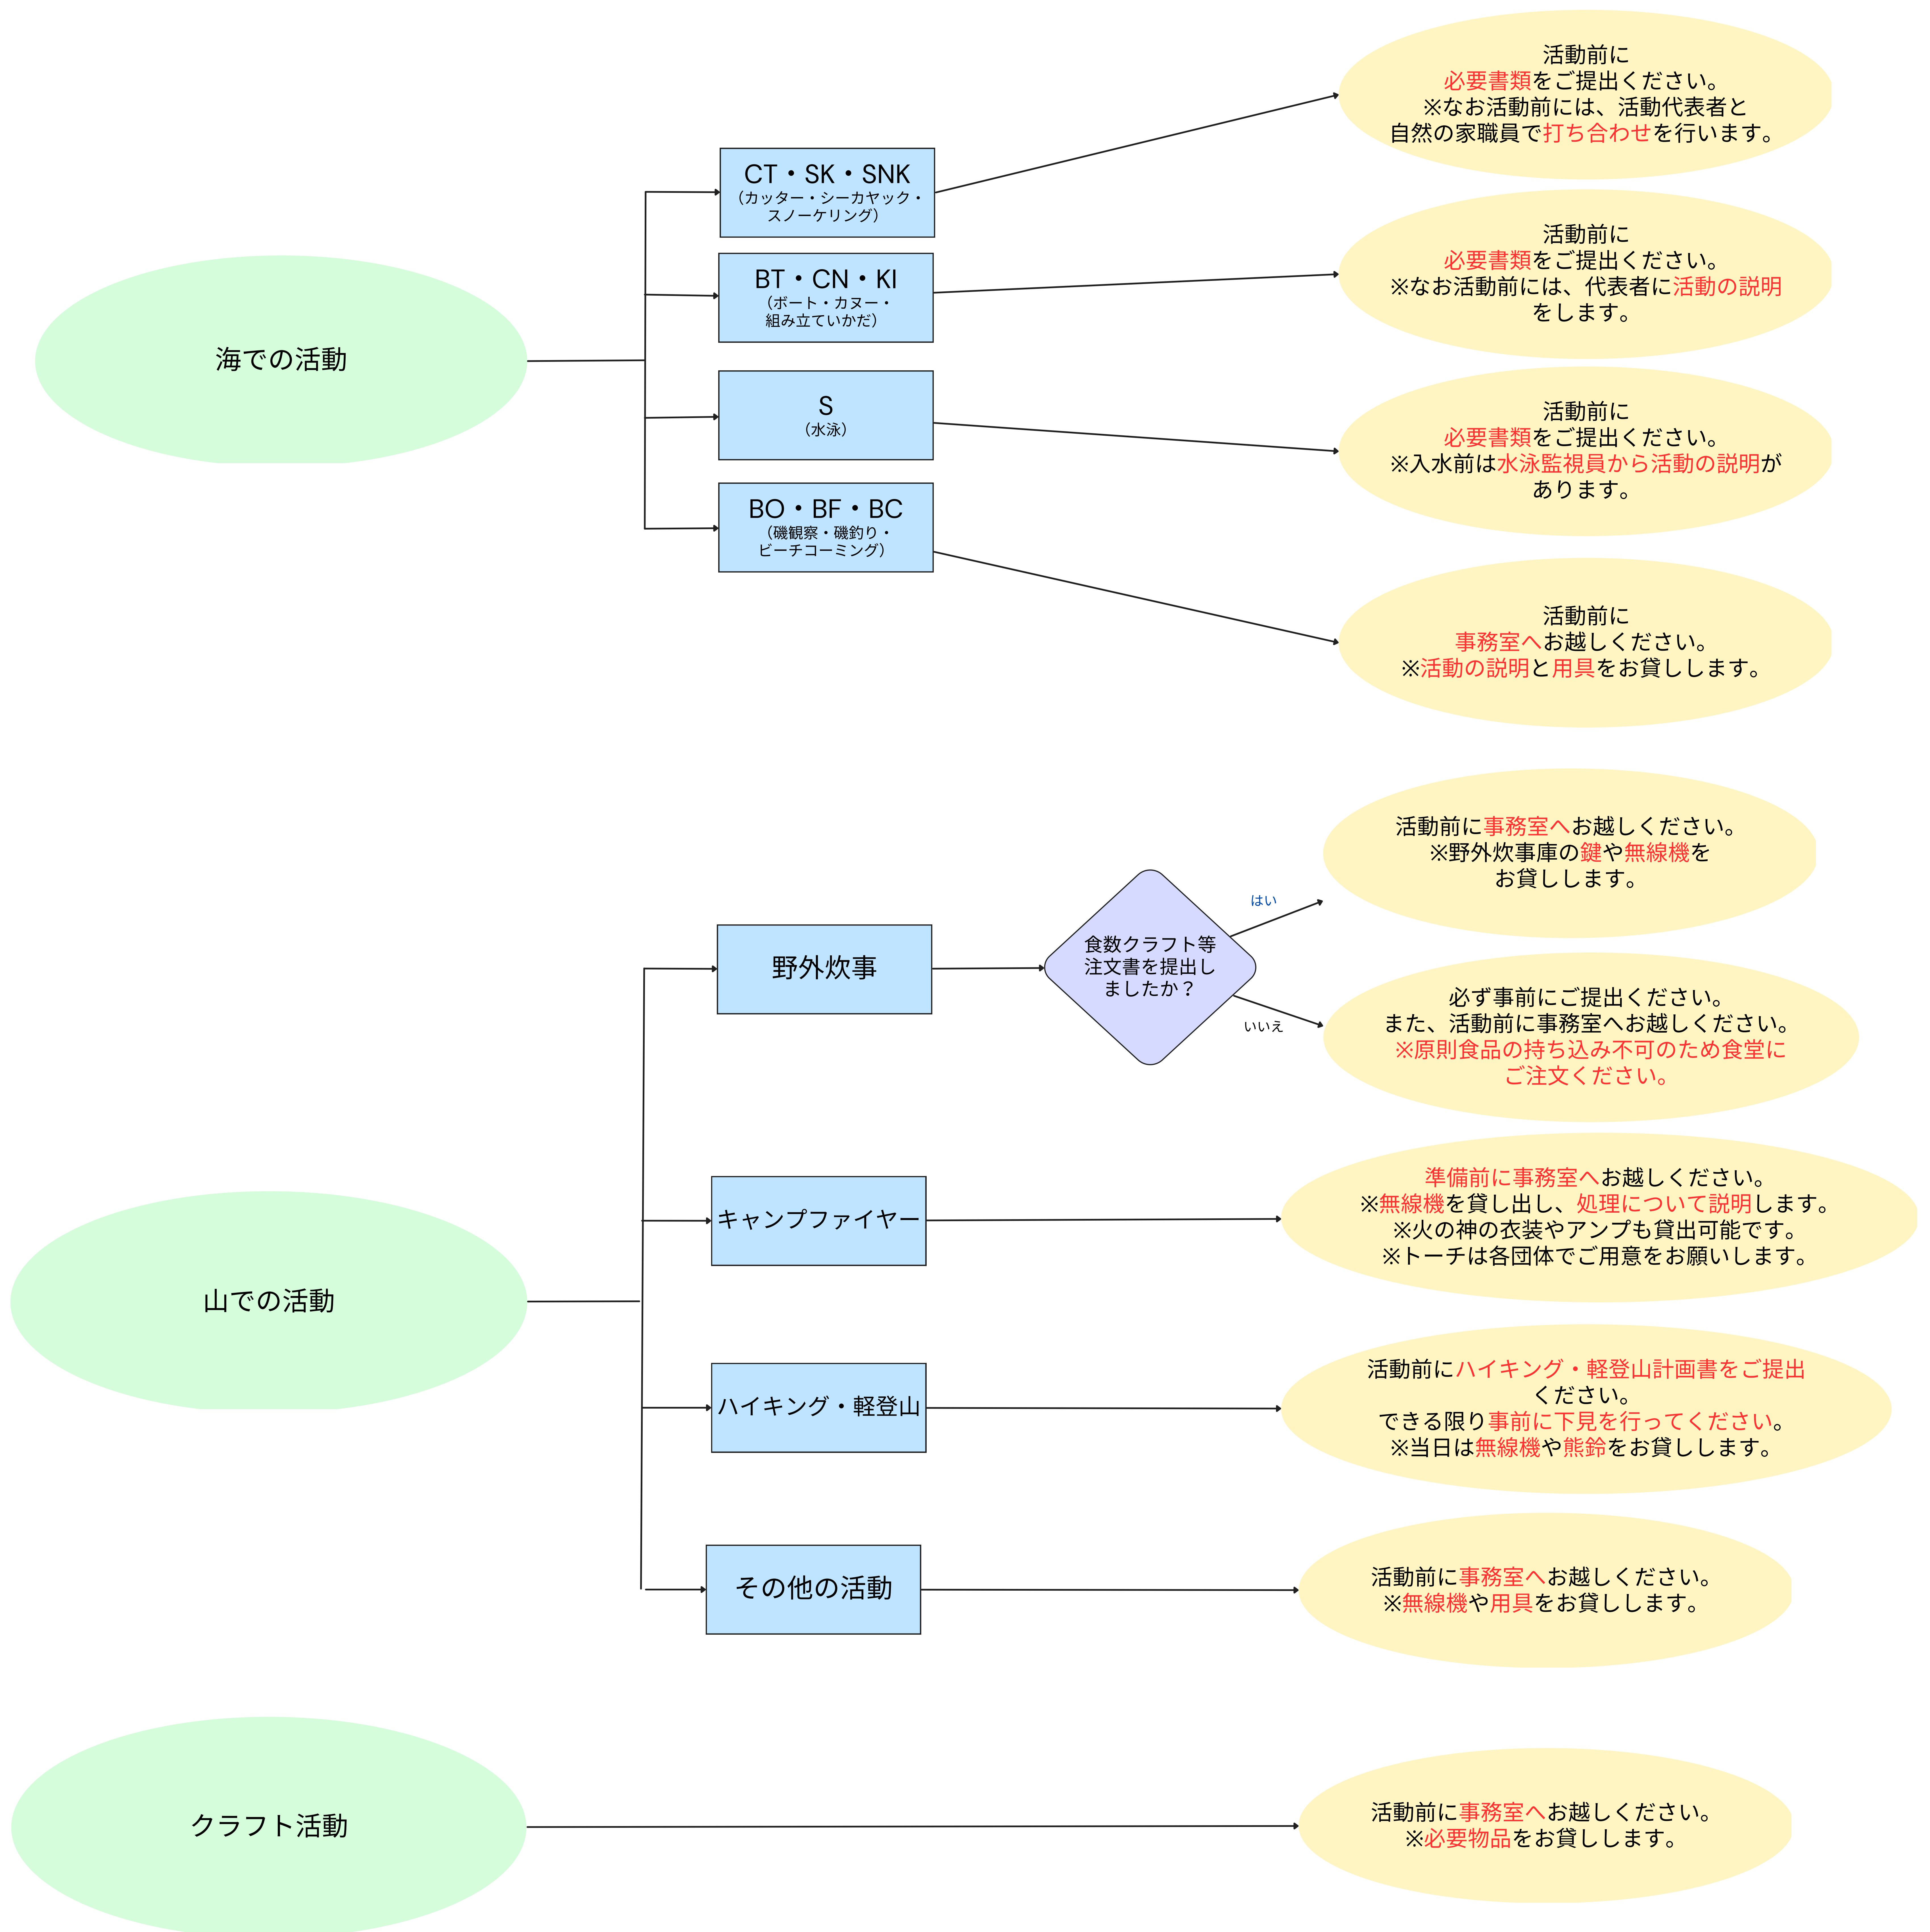 海での活動
CT・SK・SNK
（カッター・シーカヤック・
スノーケリング）
活動前に
必要書類をご提出ください。
※なお活動前には、活動代表者と
自然の家職員で打ち合わせを行います。
BT・CN・KI
（ボート・カヌー・
組み立ていかだ）
活動前に
必要書類をご提出ください。
※なお活動前には、代表者に活動の説明
をします。
S
（水泳）
活動前に
必要書類をご提出ください。
※入水前は水泳監視員から活動の説明が
あります。
BO・BF・BC
（磯観察・磯釣り・
ビーチコーミング）
活動前に
事務室へお越しください。
※活動の説明と用具をお貸しします。
山での活動
野外炊事
食数クラフト等
注文書を提出し
ましたか？
はい
活動前に事務室へお越しください。
※野外炊事庫の鍵や無線機を
お貸しします。
いいえ
必ず事前にご提出ください。
また、活動前に事務室へお越しください。
※原則食品の持ち込み不可のため食堂に
ご注文ください。
キャンプファイヤー
準備前に事務室へお越しください。
※無線機を貸し出し、処理について説明します。
※火の神の衣装やアンプも貸出可能です。
※トーチは各団体でご用意をお願いします。
ハイキング・軽登山
活動前にハイキング・軽登山計画書をご提出
ください。
できる限り事前に下見を行ってください。
※当日は無線機や熊鈴をお貸しします。
その他の活動
活動前に事務室へお越しください。
※無線機や用具をお貸しします。
クラフト活動
活動前に事務室へお越しください。
※必要物品をお貸しします。